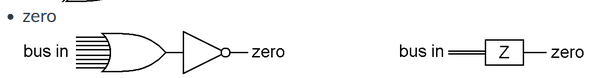 • zero
bus in zero bus in Z zero